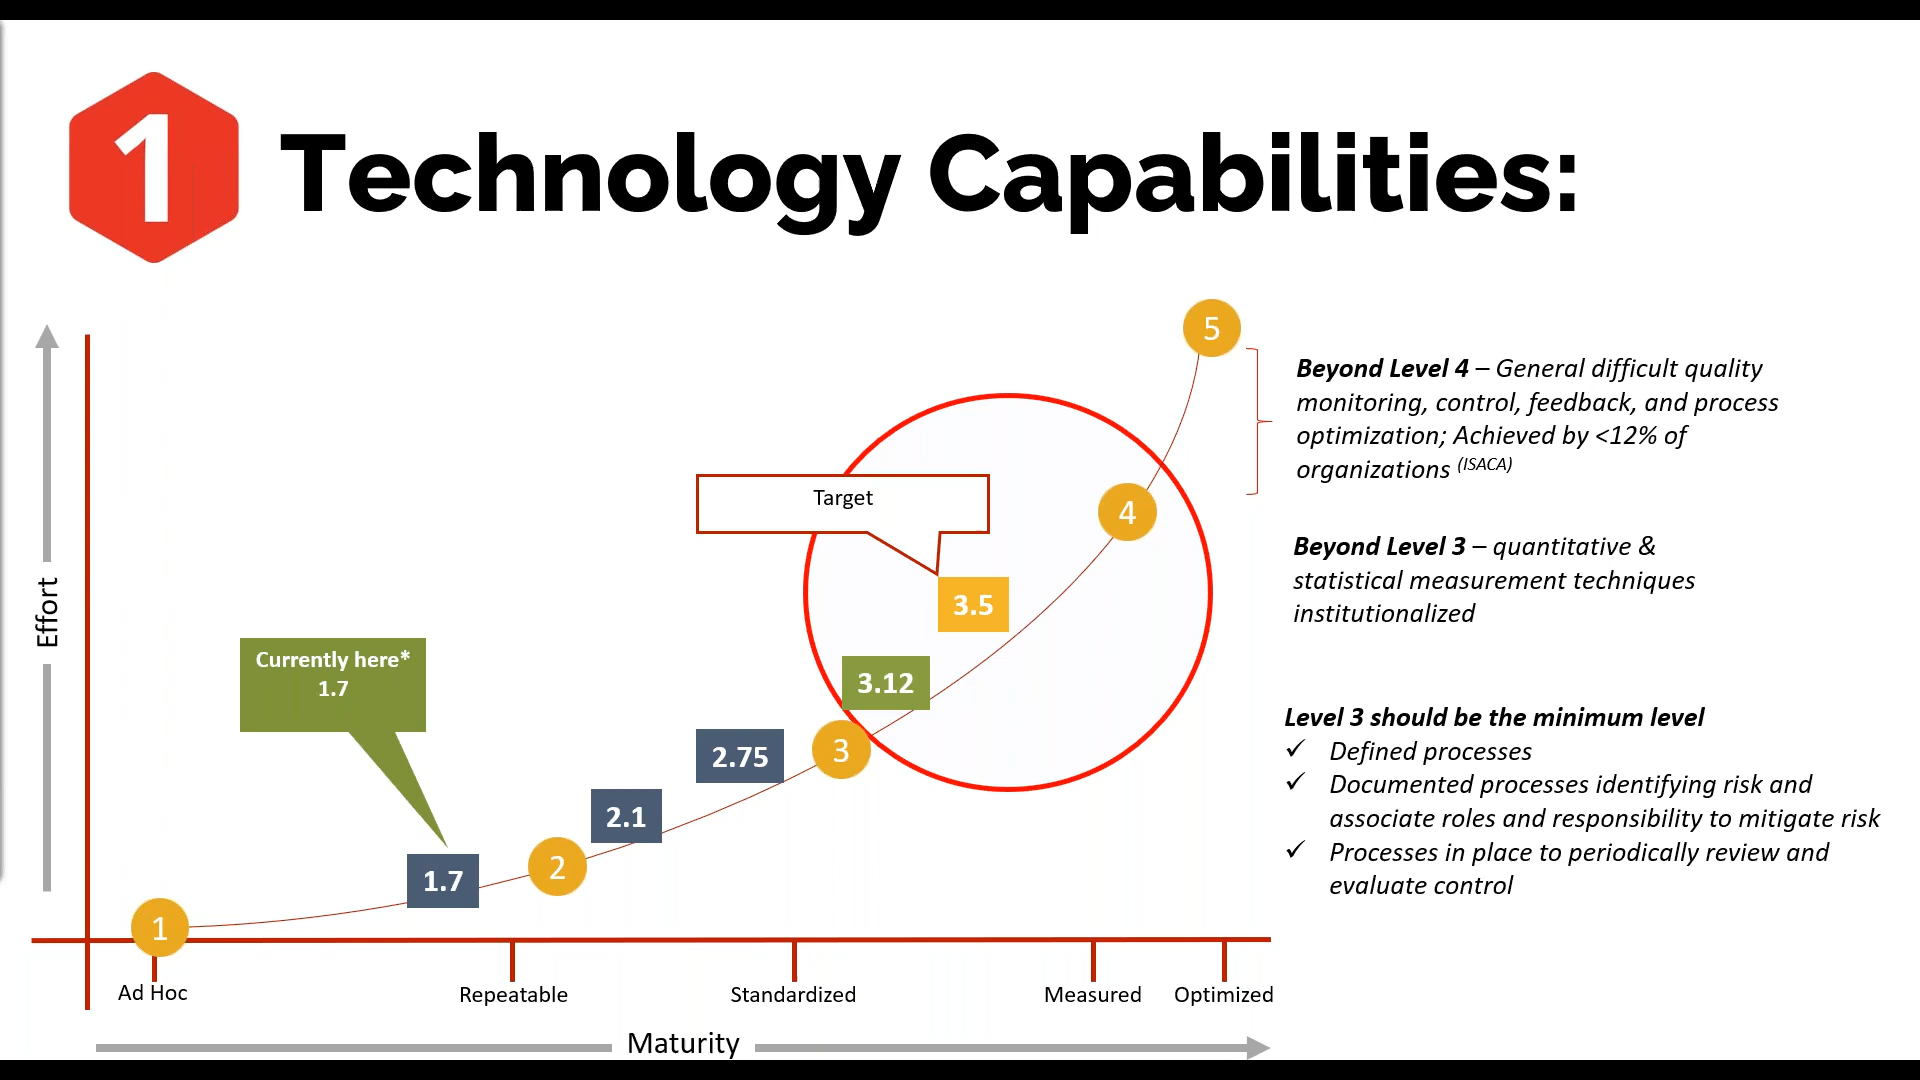 1
Technology Capabilities:
5
Beyond Level 4 – General difficult quality
monitoring, control, feedback, and process
optimization; Achieved by <12% of
organizations (ISACA)
4
Target
Beyond Level 3 – quantitative &
statistical measurement techniques
institutionalized
3.5
Effort
Currently here*
1.7
3.12
Level 3 should be the minimum level
✓ Defined processes
✓ Documented processes identifying risk and
associate roles and responsibility to mitigate risk
✓ Processes in place to periodically review and
evaluate control
3
2.75
2.1
2
1.7
1
Ad Hoc
Repeatable
Standardized
Measured
Optimized
Maturity